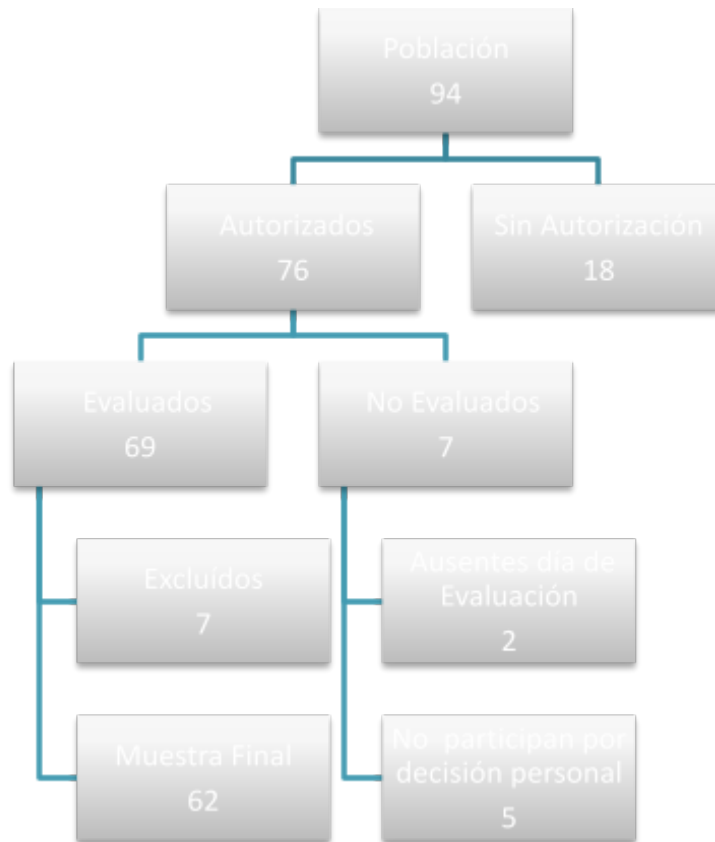 Población
94
Autorizados
76
Sin Autorización
18
Evaluados
69
No Evaluados
7
Excluidos
7
Ausentes día de
Evaluación
2
Muestra Final
62
No participan por
decisión personal
5